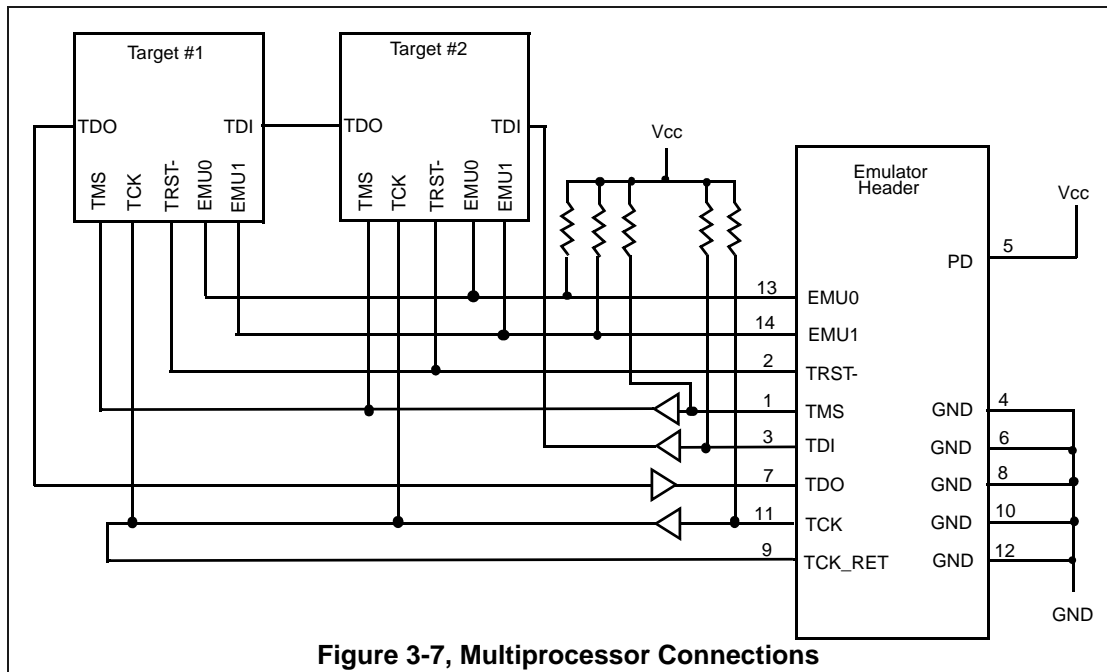 Target #1
Target #2
TDO
TDI
TDO
TDI
TMS
TCK
TRST-
EMU0
EMU1
TMS
TCK
TRST-
EMU0
EMU1
Vcc
Emulator
Header
Vcc
5
PD
13
EMU0
14
EMU1
2
TRST-
1
TMS
GND
4
3
TDI
GND
6
7
TDO
GND
8
11
TCK
GND
10
9
TCK_RET
GND
12
GND
Figure 3-7, Multiprocessor Connections